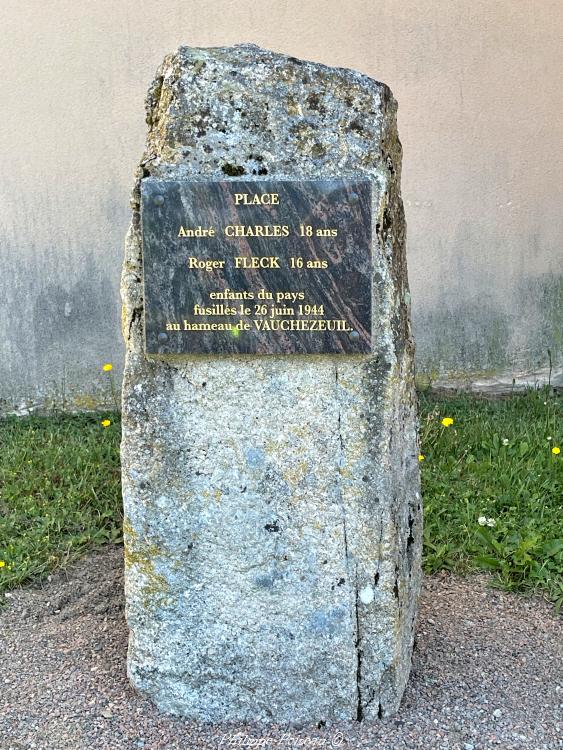 PLACE
André CHARLES 18 ans
Roger FLECK 16 ans
enfants du pays
fusillés le 26 juin 1944
au hameau de VAUCHEZEUIL.